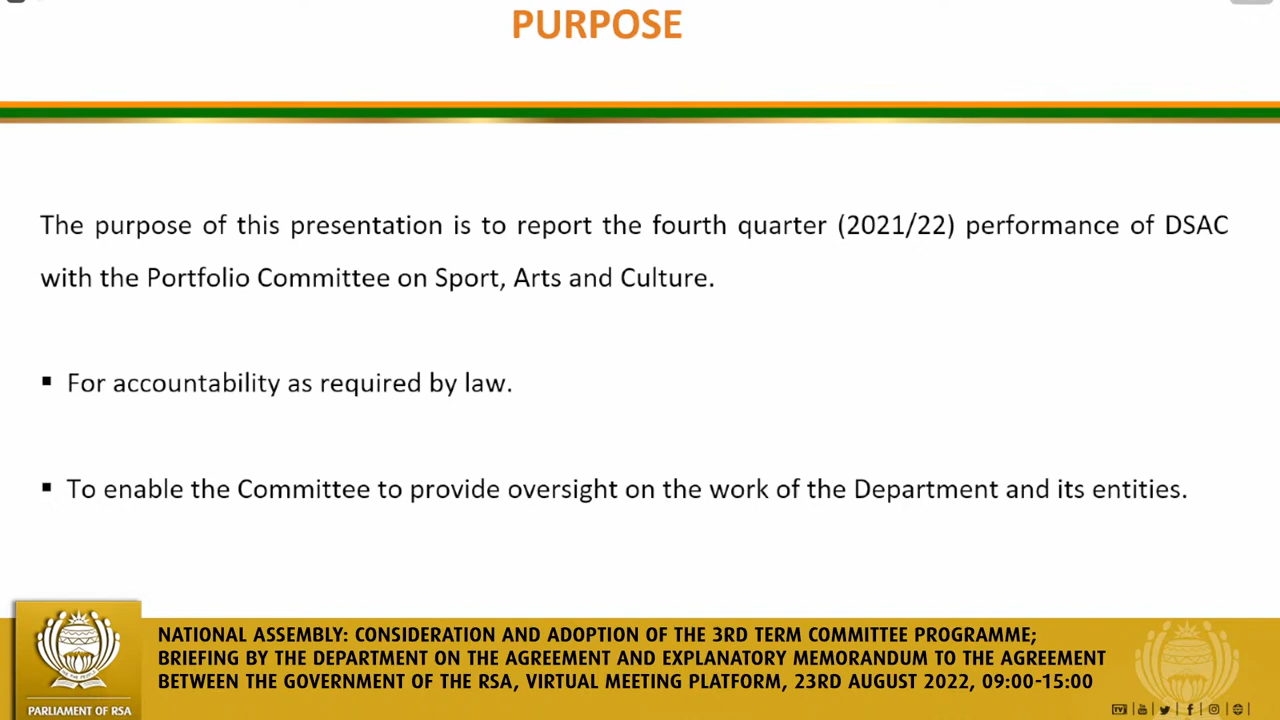 PURPOSE
The purpose of this presentation is to report the fourth quarter (2021/22) performance of DSAC
with the Portfolio Committee on Sport, Arts and Culture.
▪ For accountability as required by law.
▪ To enable the Committee to provide oversight on the work of the Department and its entities.
NATIONAL ASSEMBLY: CONSIDERATION AND ADOPTION OF THE 3RD TERM COMMITTEE PROGRAMME;
BRIEFING BY THE DEPARTMENT ON THE AGREEMENT AND EXPLANATORY MEMORANDUM TO THE AGREEMENT
BETWEEN THE GOVERNMENT OF THE RSA, VIRTUAL MEETING PLATFORM, 23RD AUGUST 2022, 09:00-15:00
PARLIAMENT OF RSA